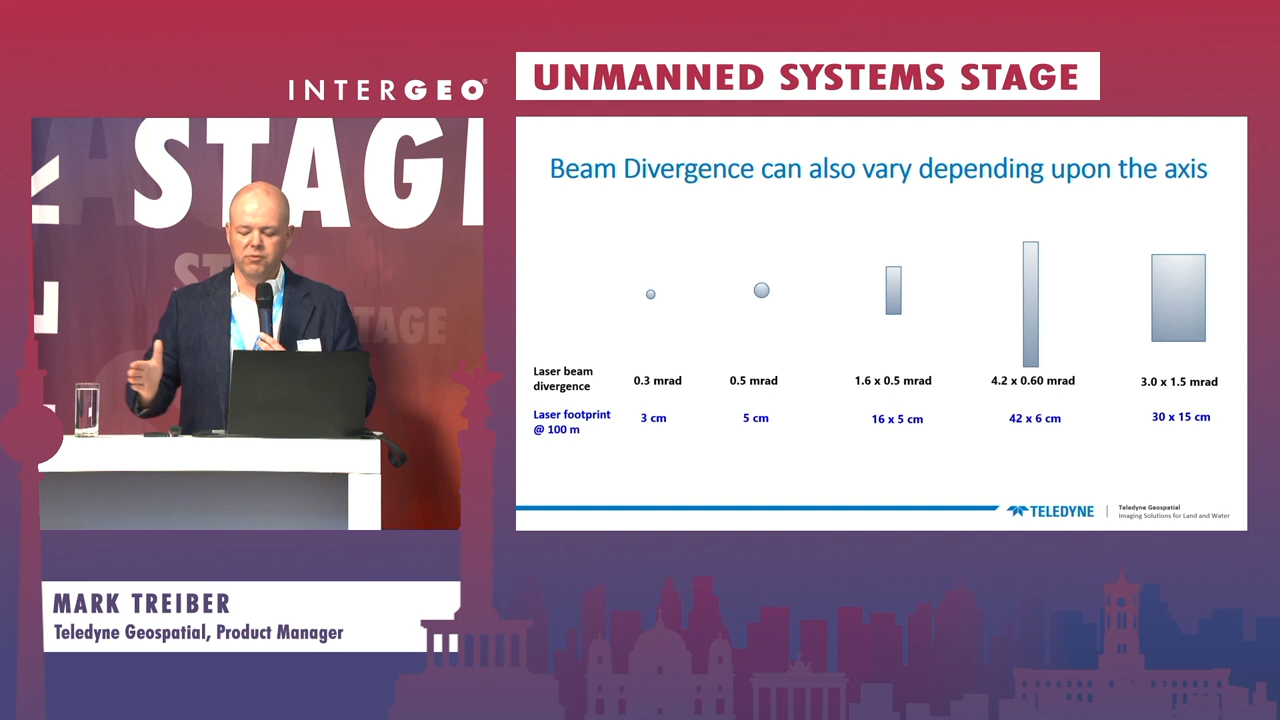 INTERGEO®
UNMANNED SYSTEMS STAGE
STAGE
STAGE
Beam Divergence can also vary depending upon the axis
Laser beam
divergence
0.3 mrad
0.5 mrad
1.6 x 0.5 mrad
4.2 x 0.60 mrad
3.0 x 1.5 mrad
Laser footprint
@ 100 m
3 cm
5 cm
16 x 5 cm
42 x 6 cm
30 x 15 cm
TELEDYNE
Teledyne Geospatial
Imaging Solutions for Land and Water
MARK TREIBER
Teledyne Geospatial, Product Manager